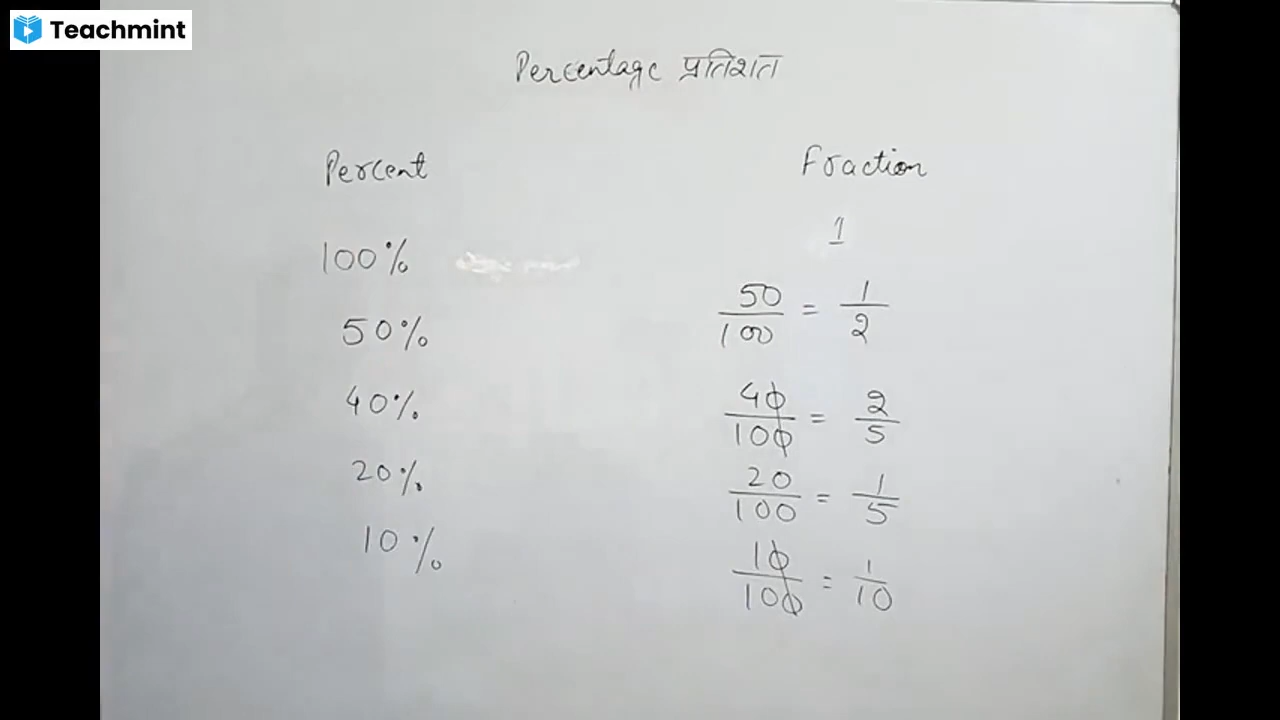 Teachmint
Percentage प्रतिशत
Percent Fraction
100% 1
50% 50/100 = 1/2
40% 40/100 = 2/5
20% 20/100 = 1/5
10% 10/100 = 1/10